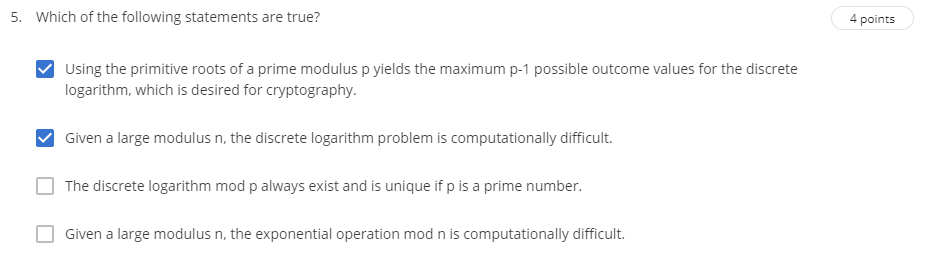 5. Which of the following statements are true?
4 points
Using the primitive roots of a prime modulus p yields the maximum p-1 possible outcome values for the discrete
logarithm, which is desired for cryptography.
Given a large modulus n, the discrete logarithm problem is computationally difficult.
The discrete logarithm mod p always exist and is unique if p is a prime number.
Given a large modulus n, the exponential operation mod n is computationally difficult.